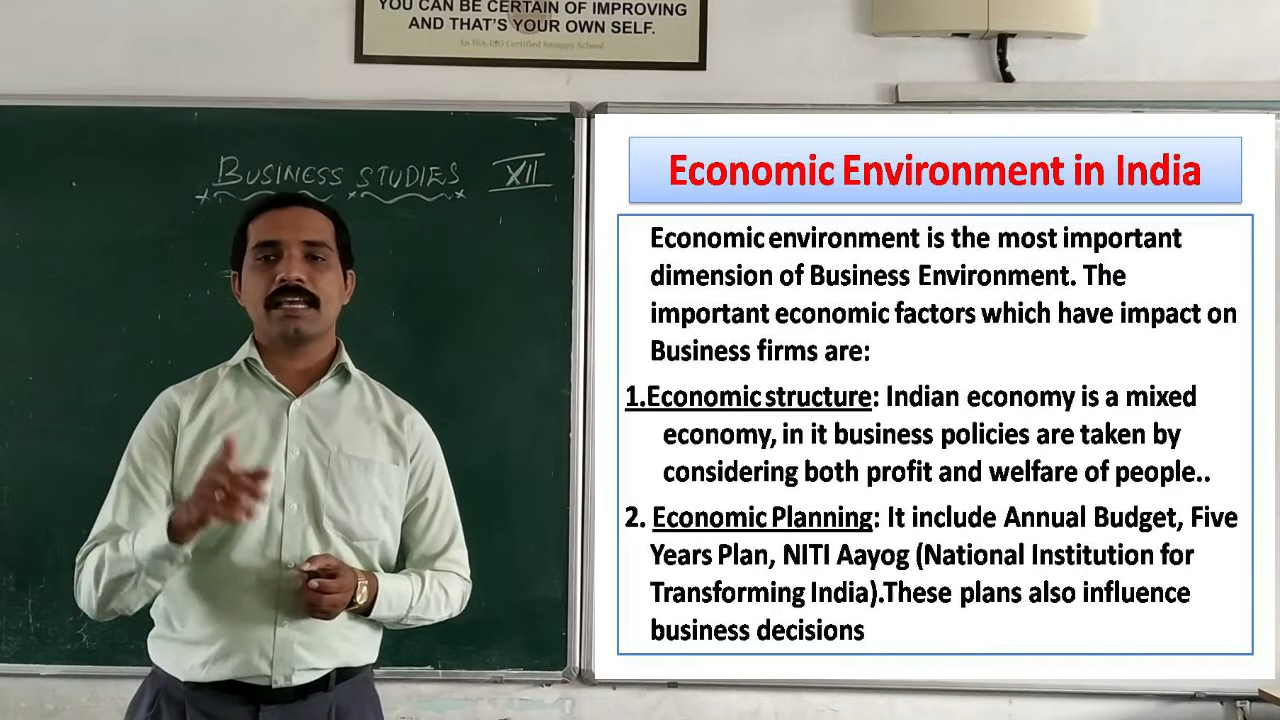 YOU CAN BE CERTAIN OF IMPROVING
AND THAT'S YOUR OWN SELF.
BUSINESS STUDIES XII
Economic Environment in India
Economic environment is the most important
dimension of Business Environment. The
important economic factors which have impact on
Business firms are:
1.Economic structure: Indian economy is a mixed
economy, in it business policies are taken by
considering both profit and welfare of people..
2. Economic Planning: It include Annual Budget, Five
Years Plan, NITI Aayog (National Institution for
Transforming India).These plans also influence
business decisions